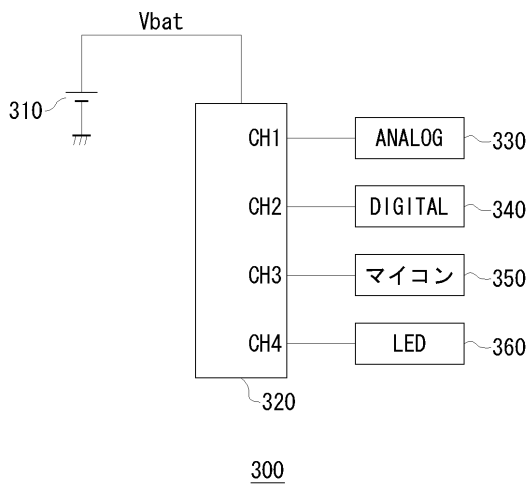 Vbat
310
CH1
ANALOG
330
CH2
DIGITAL
340
CH3
マイコン
350
CH4
LED
360
320
300